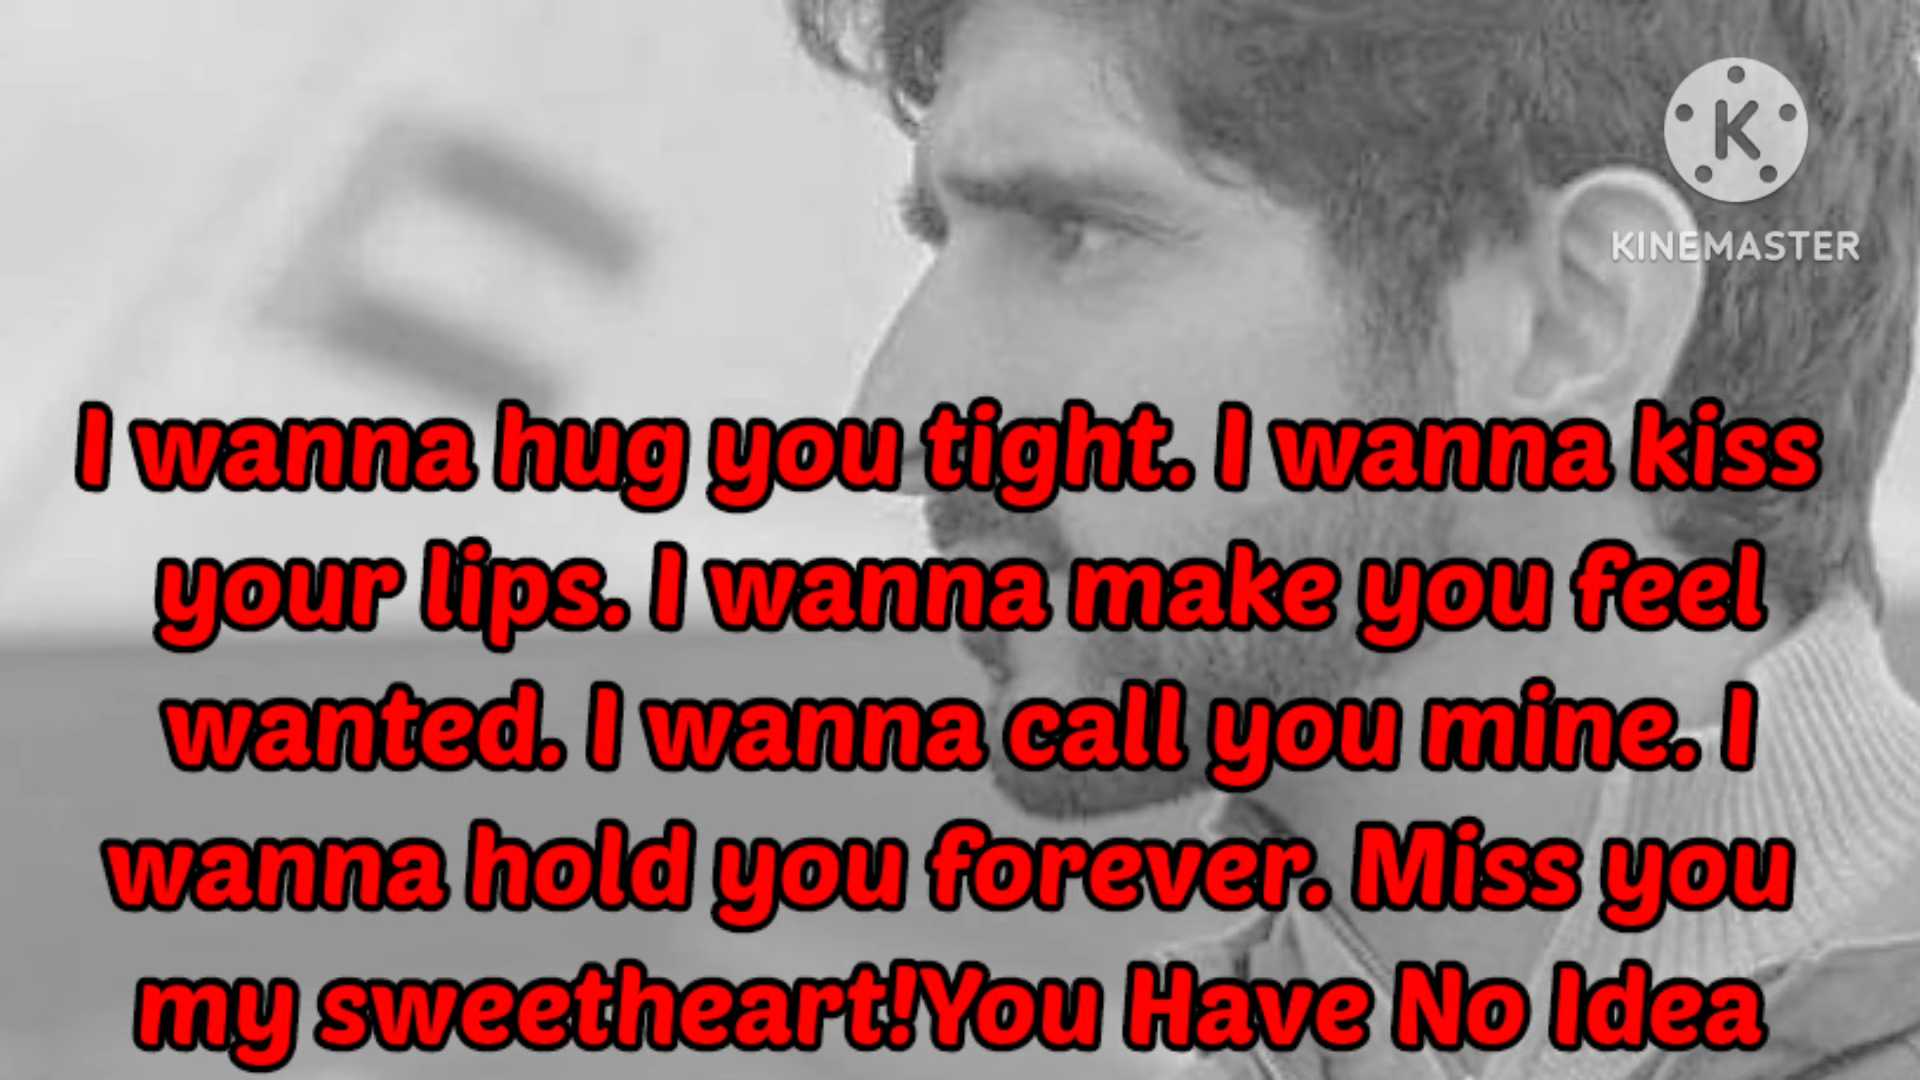 K
KINEMASTER
I wanna hug you tight. I wanna kiss
your lips. I wanna make you feel
wanted. I wanna call you mine. I
wanna hold you forever. Miss you
my sweetheart!You Have No Idea